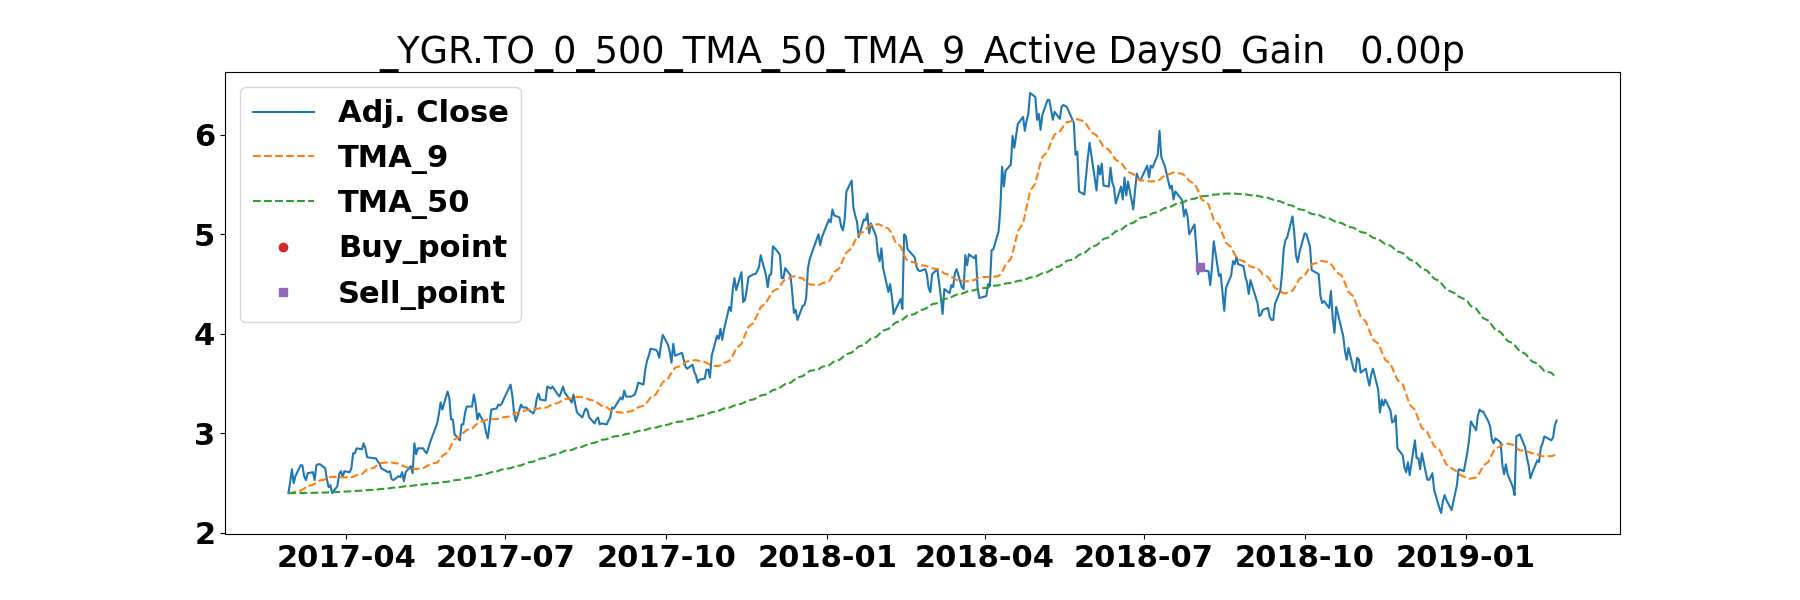 _YGR.TO_0_500_TMA_50_TMA_9_Active Days0_Gain   0.00p
Adj. Close
TMA_9
TMA_50
Buy_point
Sell_point
6
5
4
3
2
2017-04 2017-07 2017-10 2018-01 2018-04 2018-07 2018-10 2019-01